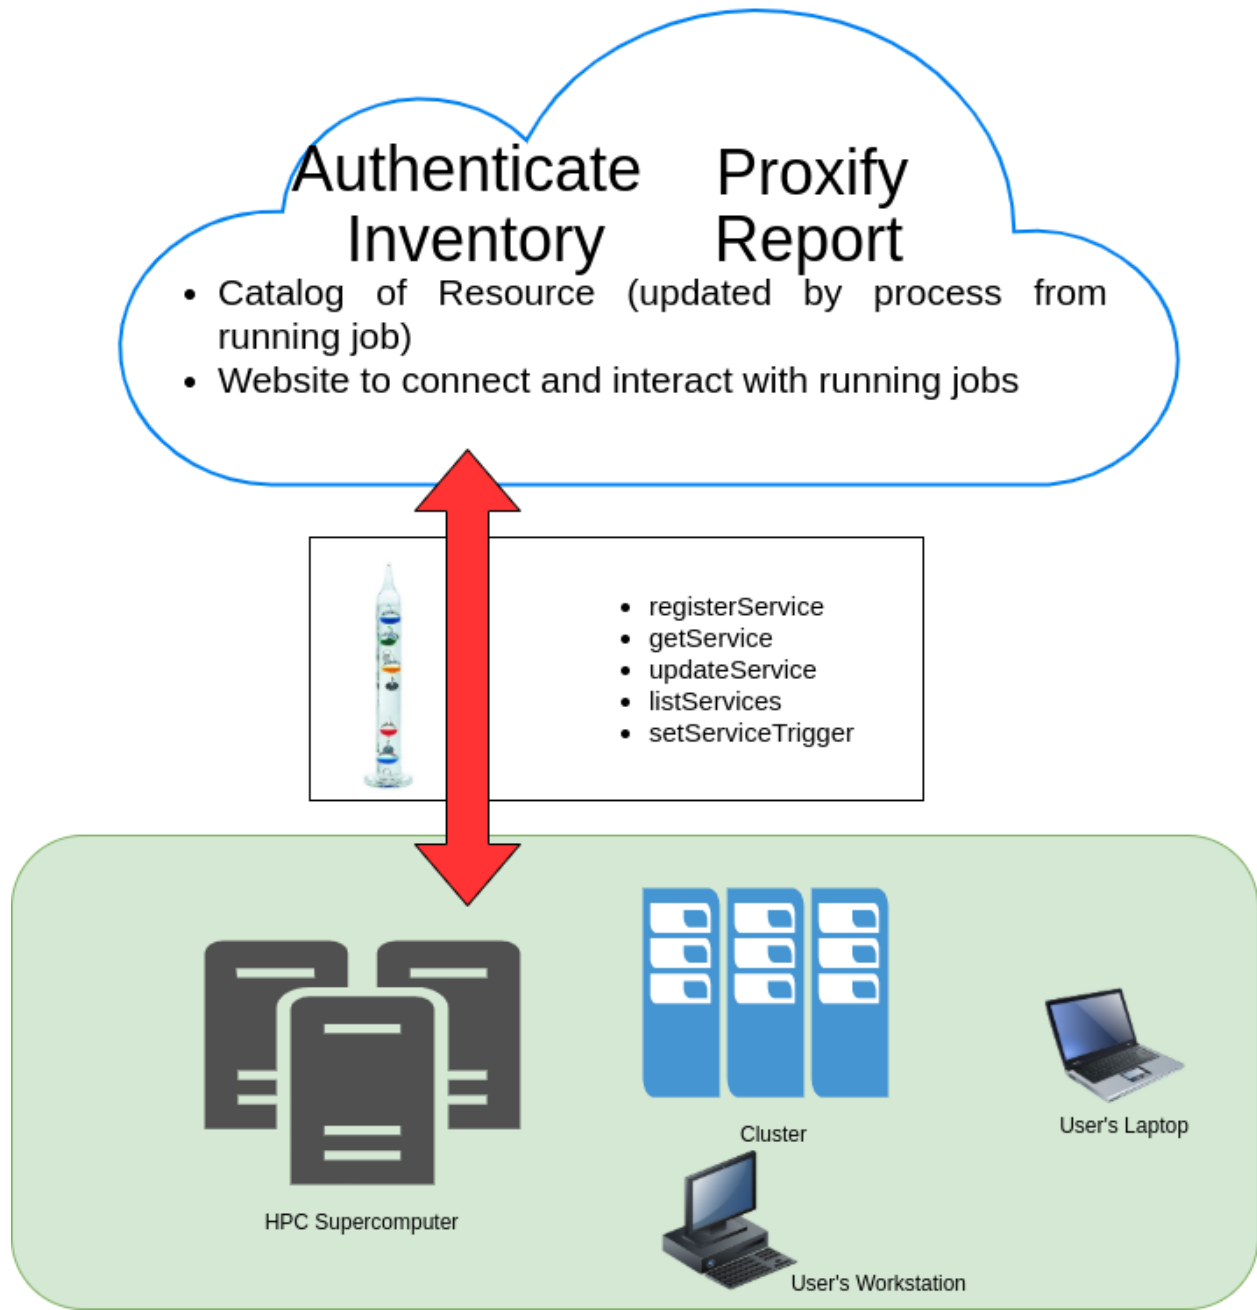 Authenticate Proxify
Inventory Report
• Catalog of Resource (updated by process from
running job)
• Website to connect and interact with running jobs
• registerService
• getService
• updateService
• listServices
• setServiceTrigger
Cluster
User's Laptop
HPC Supercomputer
User's Workstation